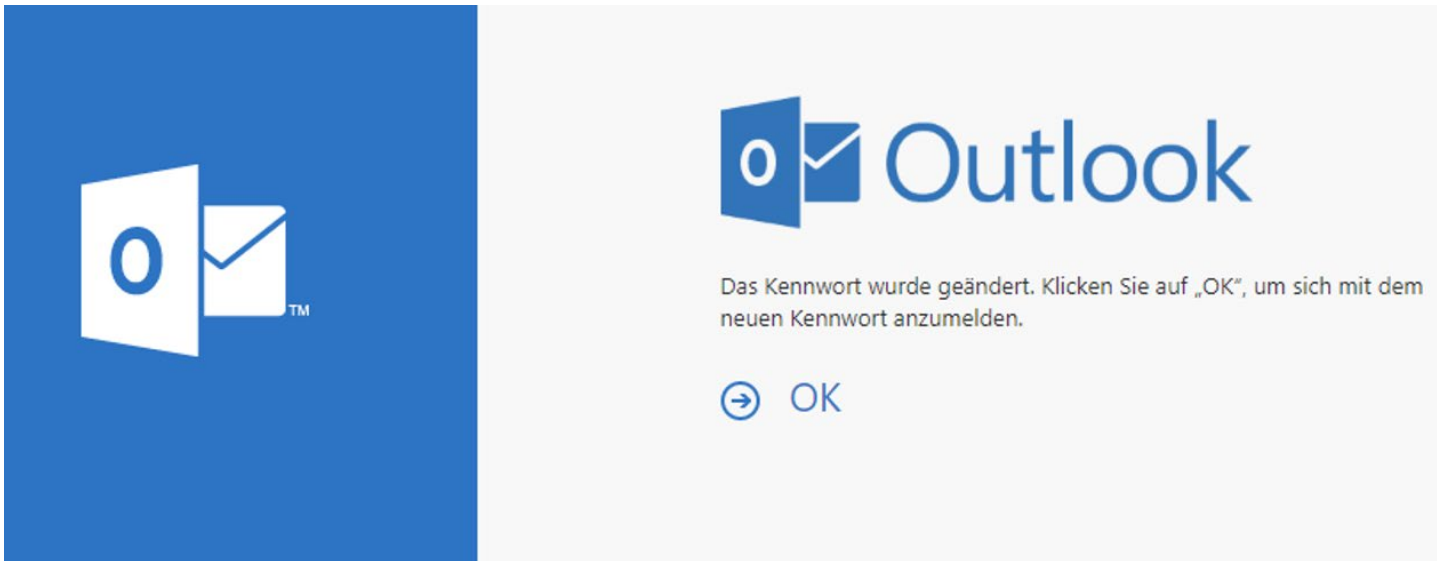 O
TM
O Outlook
Das Kennwort wurde geändert. Klicken Sie auf „OK“, um sich mit dem
neuen Kennwort anzumelden.
OK